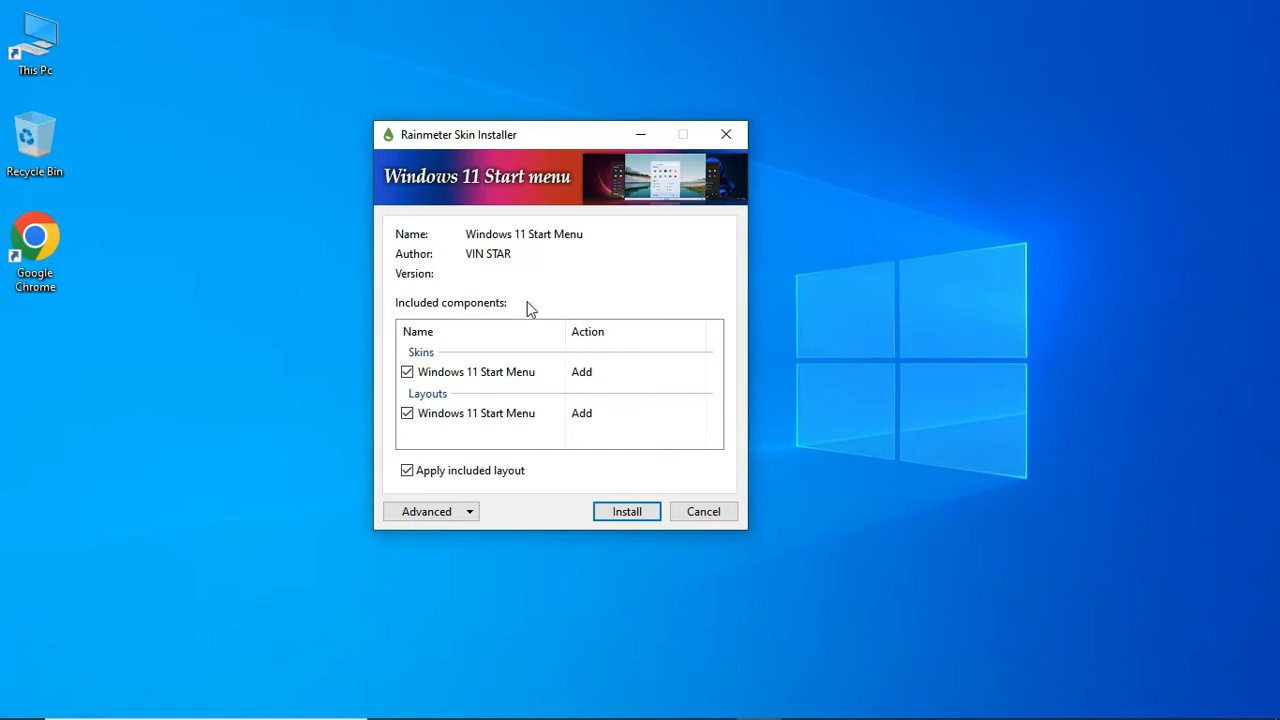 This Pc
Recycle Bin
Google
Chrome
Rainmeter Skin Installer
Windows 11 Start menu
Name: Windows 11 Start Menu
Author: VIN STAR
Version:
Included components:
Name Action
Skins
Windows 11 Start Menu Add
Layouts
Windows 11 Start Menu Add
Apply included layout
Advanced Install Cancel